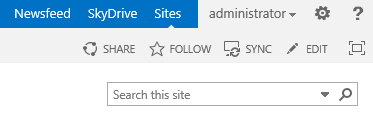 Newsfeed SkyDrive Sites administrator ?
SHARE FOLLOW SYNC EDIT
Search this site